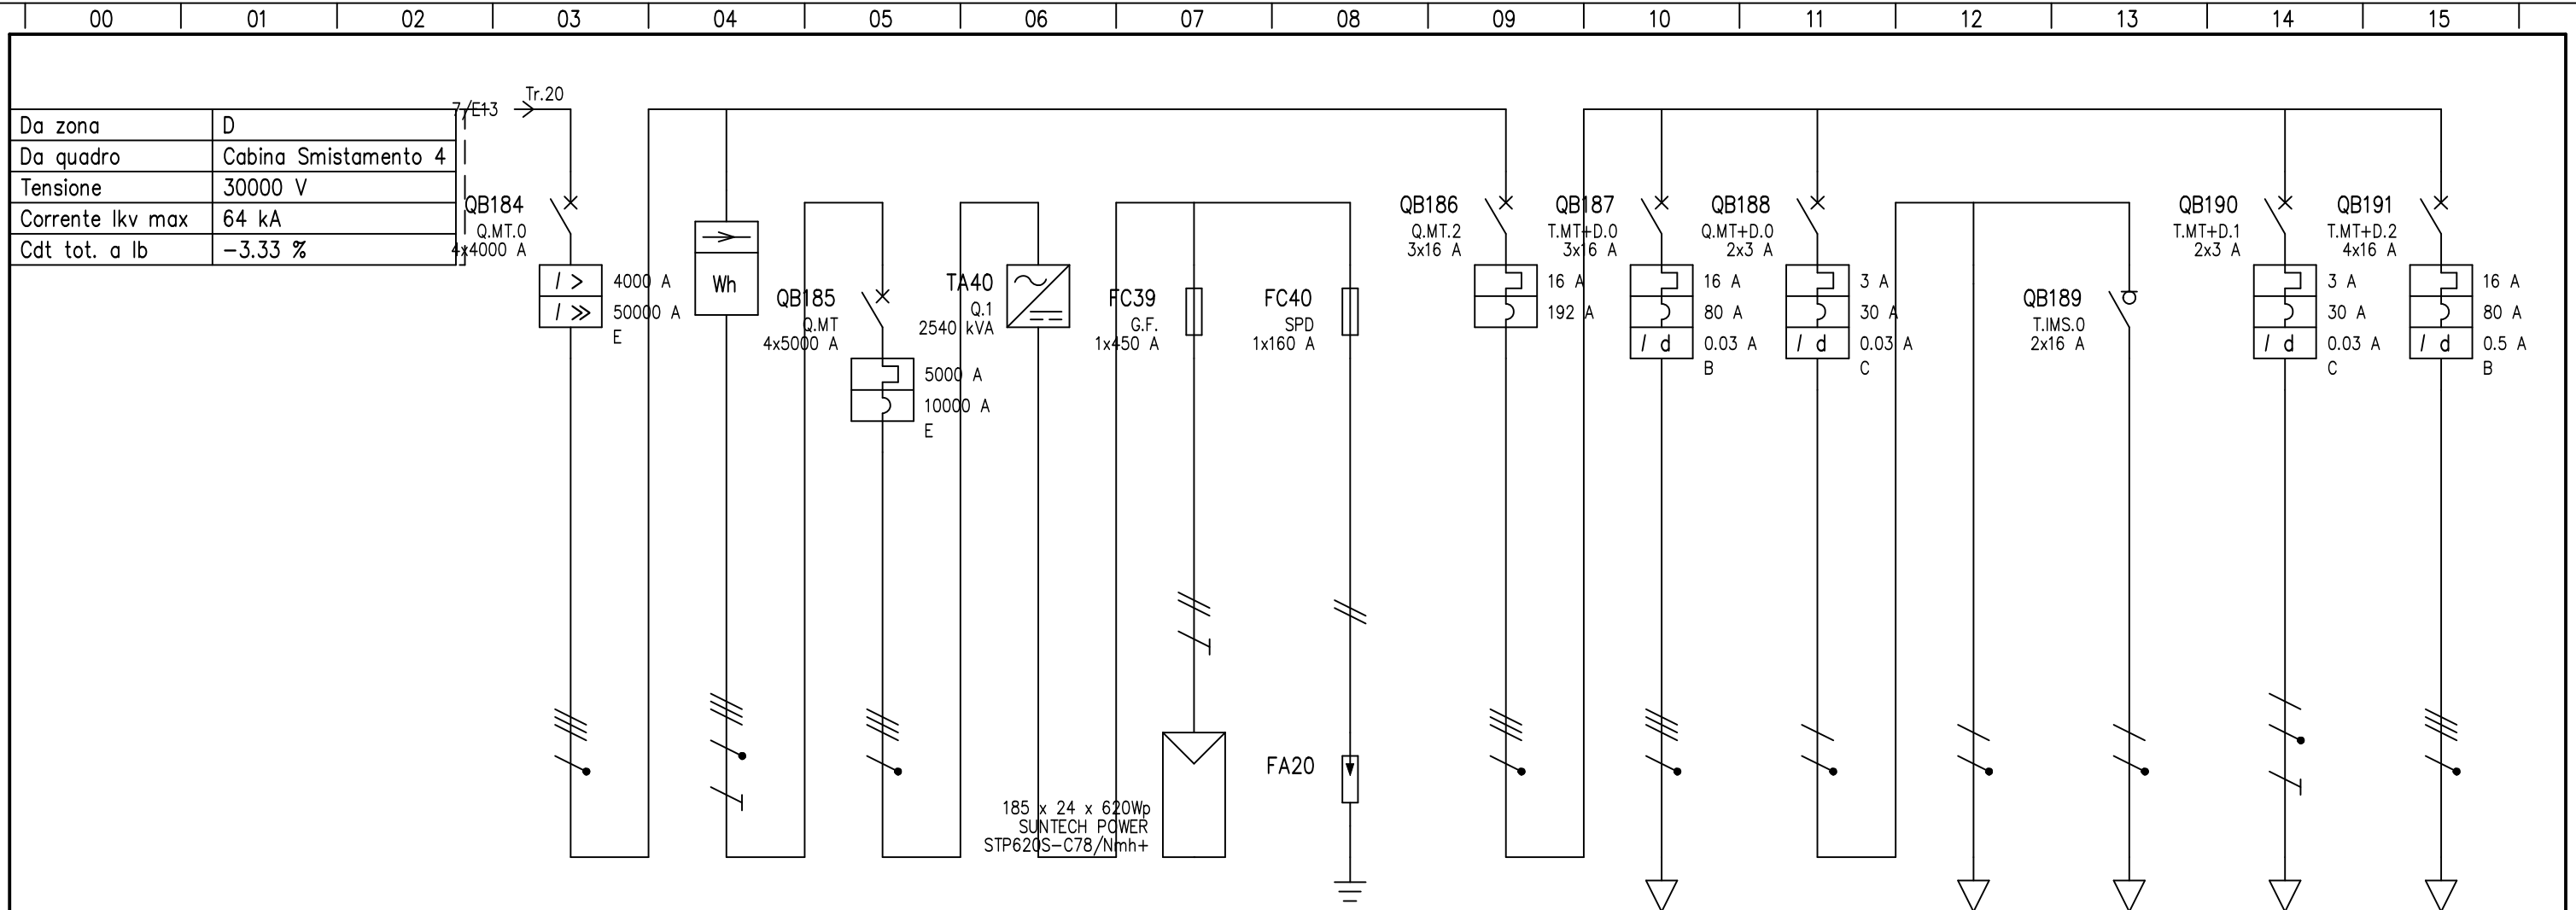 00 01 02 03 04 05 06 07 08 09 10 11 12 13 14 15
7/E13
Tr.20
Da zona D
Da quadro Cabina Smistamento 4
Tensione 30000 V
Corrente Ikv max 64 kA
Cdt tot. a Ib -3.33 %
QB184
Q.MT.0
4x4000 A
I > 4000 A
I >> 50000 A
E
Wh
QB185
Q.MT
4x5000 A
5000 A
10000 A
E
TA40
Q.1
2540 kVA
FC39
G.F.
1x450 A
185 x 24 x 620Wp
SUNTECH POWER
STP620S-C78/Nmh+
FC40
SPD
1x160 A
FA20
QB186
Q.MT.2
3x16 A
16 A
192 A
QB187
T.MT+D.0
3x16 A
16 A
80 A
I d 0.03 A
B
QB188
Q.MT+D.0
2x3 A
3 A
30 A
I d 0.03 A
C
QB189
T.IMS.0
2x16 A
QB190
T.MT+D.1
2x3 A
3 A
30 A
I d 0.03 A
C
QB191
T.MT+D.2
4x16 A
16 A
80 A
I d 0.5 A
B